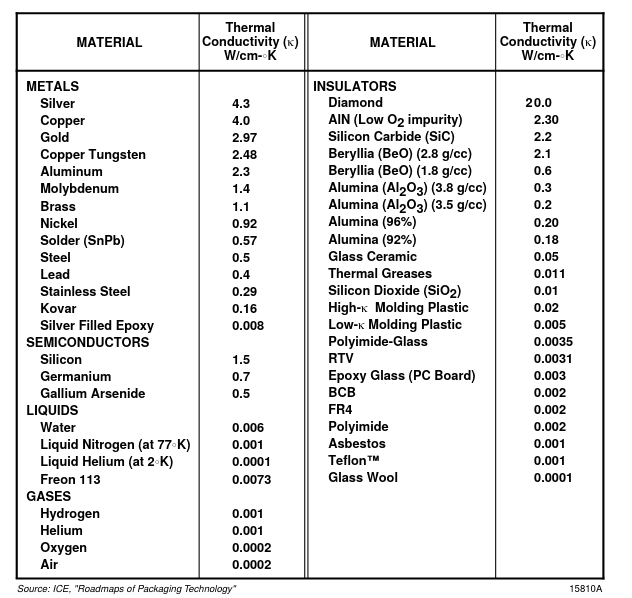 MATERIAL
Thermal
Conductivity (κ)
W/cm-◦K
MATERIAL
Thermal
Conductivity (κ)
W/cm-◦K
METALS
Silver 4.3
Copper 4.0
Gold 2.97
Copper Tungsten 2.48
Aluminum 2.3
Molybdenum 1.4
Brass 1.1
Nickel 0.92
Solder (SnPb) 0.57
Steel 0.5
Lead 0.4
Stainless Steel 0.29
Kovar 0.16
Silver Filled Epoxy 0.008
SEMICONDUCTORS
Silicon 1.5
Germanium 0.7
Gallium Arsenide 0.5
LIQUIDS
Water 0.006
Liquid Nitrogen (at 77◦K) 0.001
Liquid Helium (at 2◦K) 0.0001
Freon 113 0.0073
GASES
Hydrogen 0.001
Helium 0.001
Oxygen 0.0002
Air 0.0002
INSULATORS
Diamond 20.0
AlN (Low O2 impurity) 2.30
Silicon Carbide (SiC) 2.2
Beryllia (BeO) (2.8 g/cc) 2.1
Beryllia (BeO) (1.8 g/cc) 0.6
Alumina (Al2O3) (3.8 g/cc) 0.3
Alumina (Al2O3) (3.5 g/cc) 0.2
Alumina (96%) 0.20
Alumina (92%) 0.18
Glass Ceramic 0.05
Thermal Greases 0.011
Silicon Dioxide (SiO2) 0.01
High-κ Molding Plastic 0.02
Low-κ Molding Plastic 0.005
Polyimide-Glass 0.0035
RTV 0.0031
Epoxy Glass (PC Board) 0.003
BCB 0.002
FR4 0.002
Polyimide 0.002
Asbestos 0.001
Teflon™ 0.001
Glass Wool 0.0001
Source: ICE, "Roadmaps of Packaging Technology"
15810A